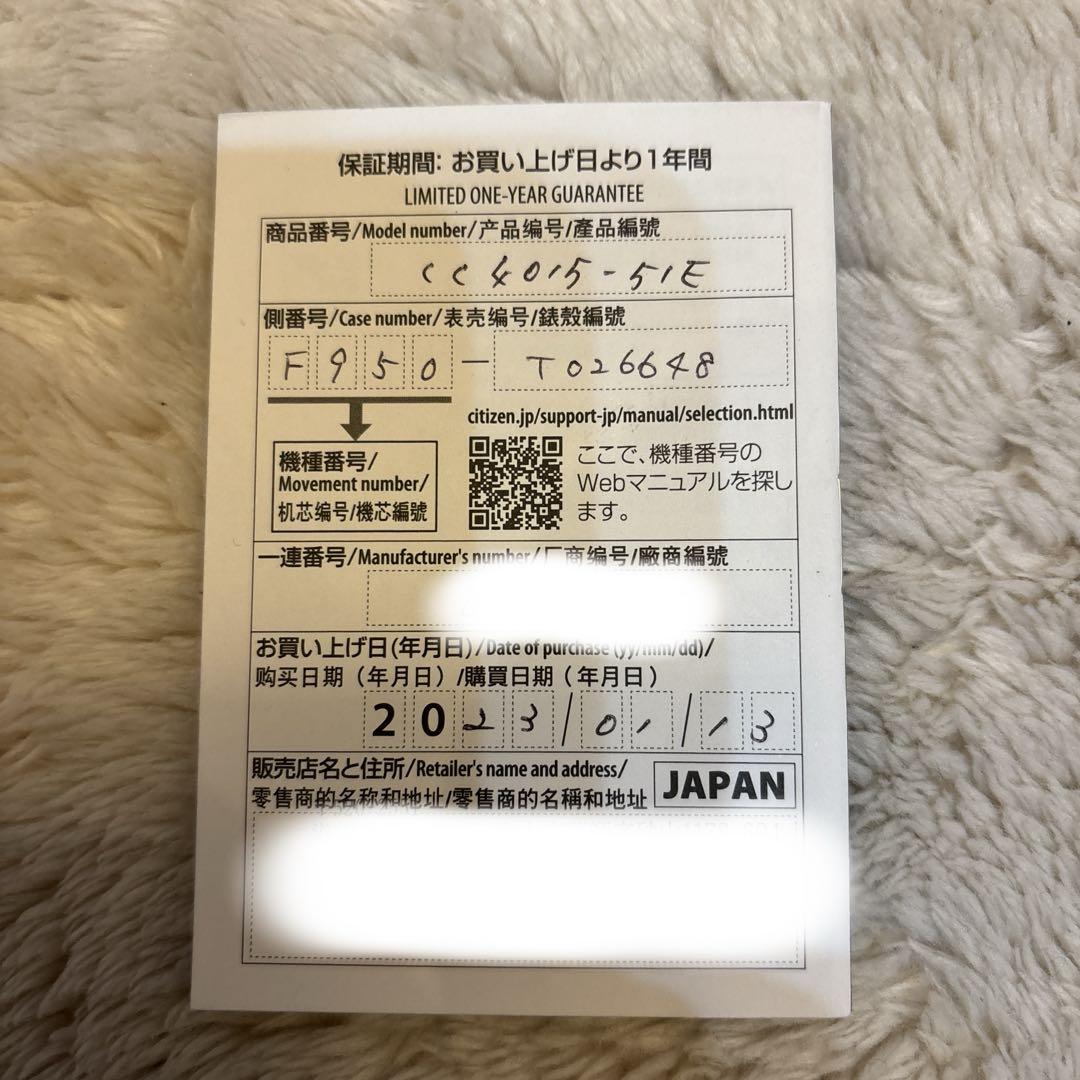 保証期間: お買い上げ日より1年間
LIMITED ONE-YEAR GUARANTEE
商品番号/Model number/产品编号/產品編號
CC4015-51E
側番号/Case number/表壳编号/錶殼編號
F950-T026648
citizen.jp/support-jp/manual/selection.html
機種番号/
Movement number/
机芯编号/機芯編號
ここで、機種番号の
Webマニュアルを探し
ます。
一連番号/Manufacturer's number/厂商编号/廠商編號
お買い上げ日(年月日)/Date of purchase (yy/mm/dd)/
购买日期（年月日）/購買日期（年月日）
2023/01/13
販売店名と住所/Retailer's name and address/
零售商的名称和地址/零售商的名稱和地址
JAPAN